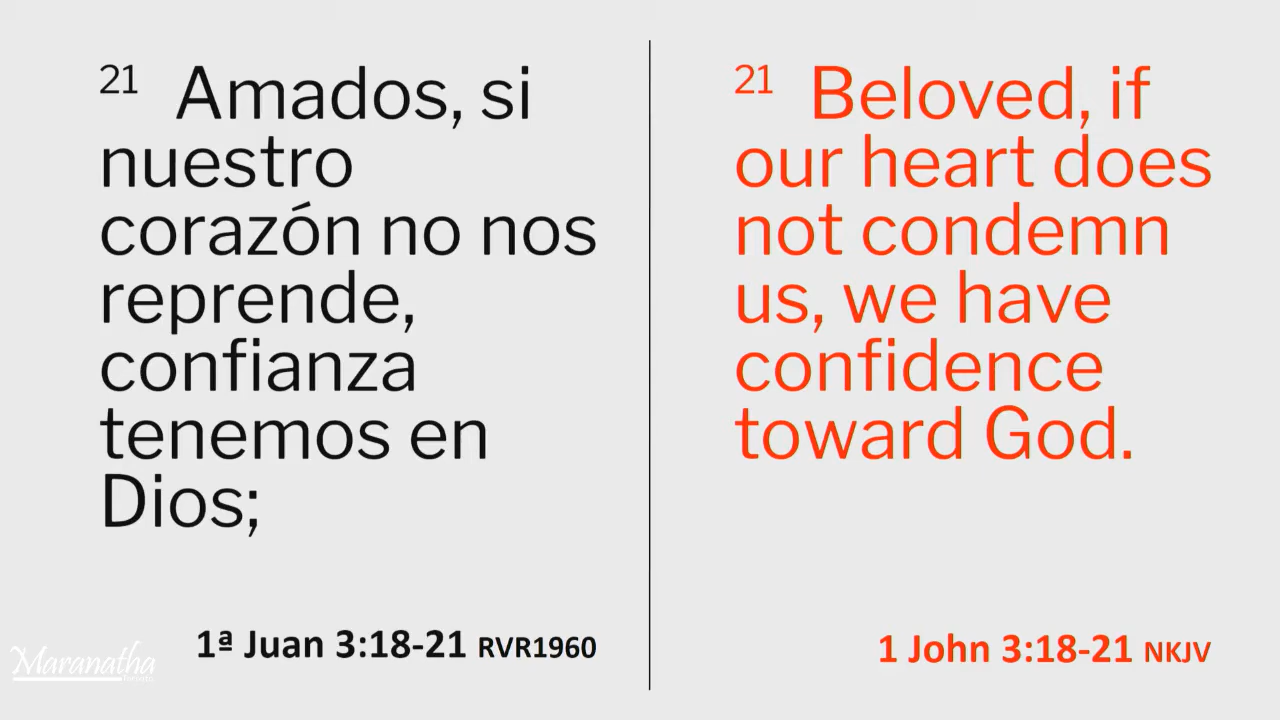 21 Amados, si
nuestro
corazón no nos
reprende,
confianza
tenemos en
Dios;
1ª Juan 3:18-21 RVR1960
21 Beloved, if
our heart does
not condemn
us, we have
confidence
toward God.
1 John 3:18-21 NKJV
Maranatha